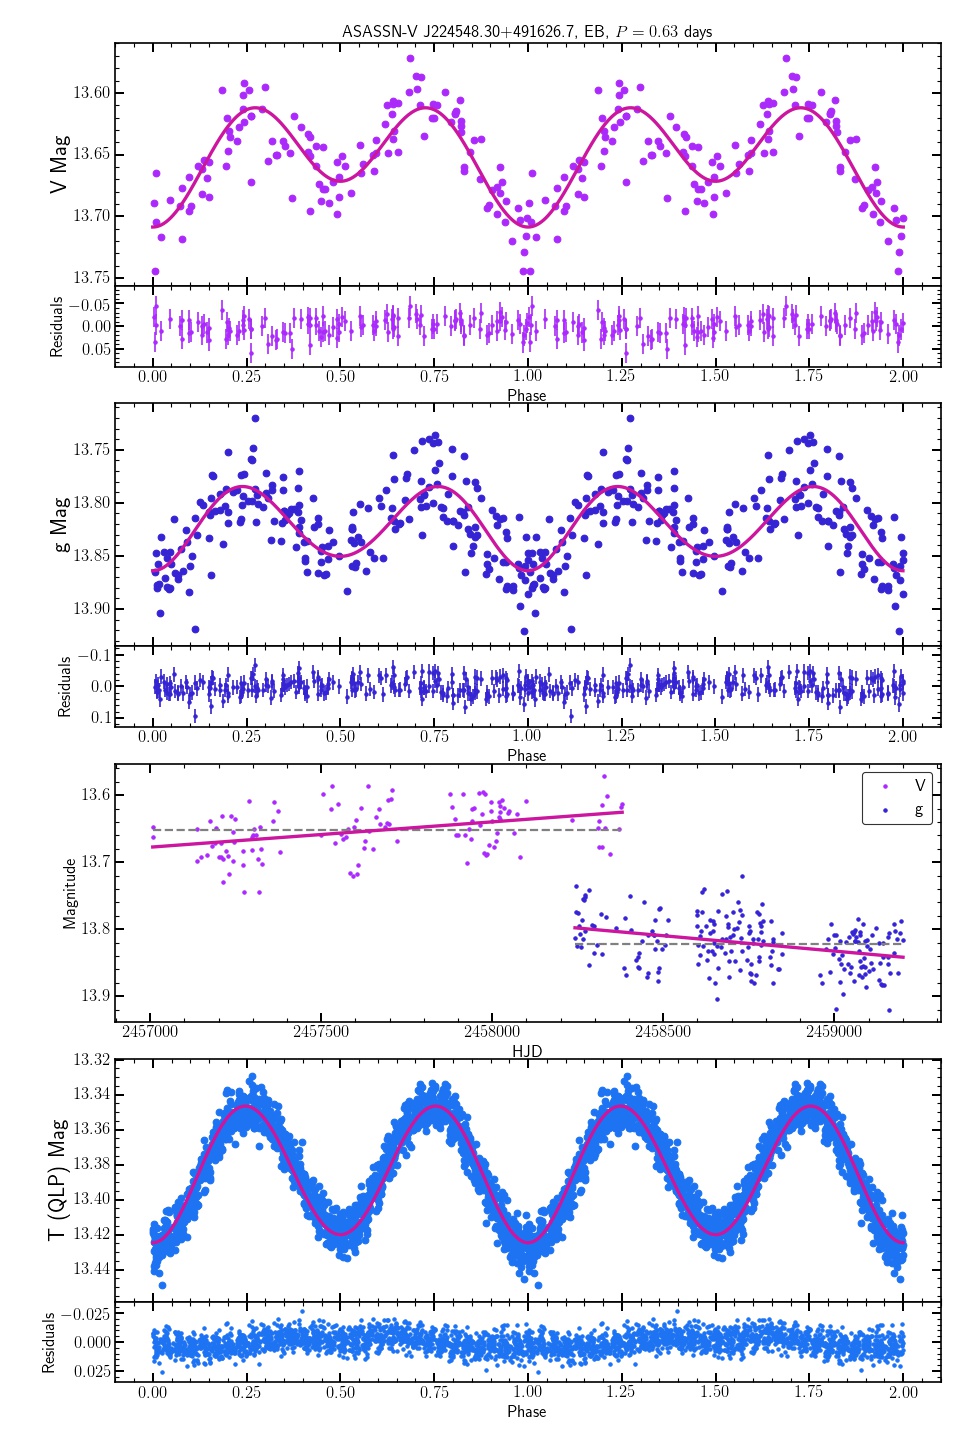 ASASSN-V J224548.30+491626.7, EB, P = 0.63 days
V Mag
13.60
13.65
13.70
13.75
Residuals
−0.05
0.00
0.05
0.00 0.25 0.50 0.75 1.00 1.25 1.50 1.75 2.00
Phase
g Mag
13.75
13.80
13.85
13.90
Residuals
−0.1
0.0
0.1
0.00 0.25 0.50 0.75 1.00 1.25 1.50 1.75 2.00
Phase
Magnitude
13.6
13.7
13.8
13.9
V
g
2457000 2457500 2458000 2458500 2459000
HJD
T (QLP) Mag
13.32
13.34
13.36
13.38
13.40
13.42
13.44
Residuals
−0.025
0.000
0.025
0.00 0.25 0.50 0.75 1.00 1.25 1.50 1.75 2.00
Phase